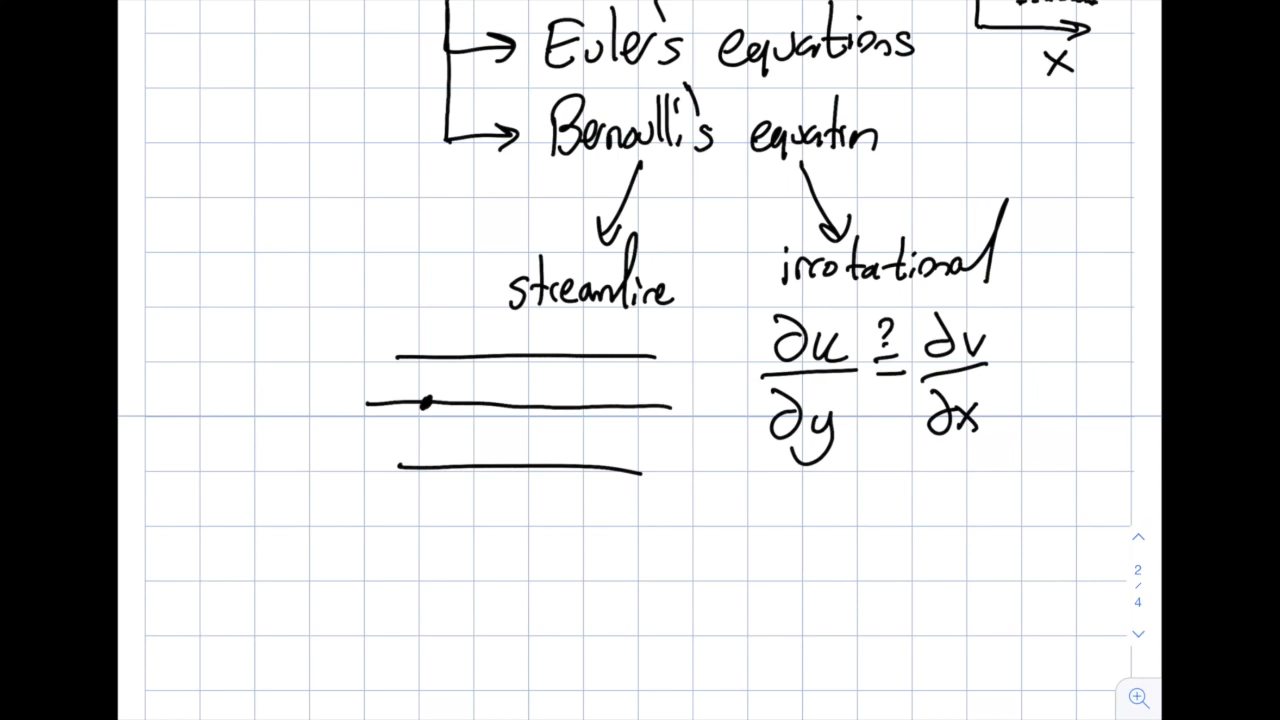 Euler's equations
x
Bernoulli's equation
streamline irrotational
∂u/∂y ?= ∂v/∂x
2
/
4